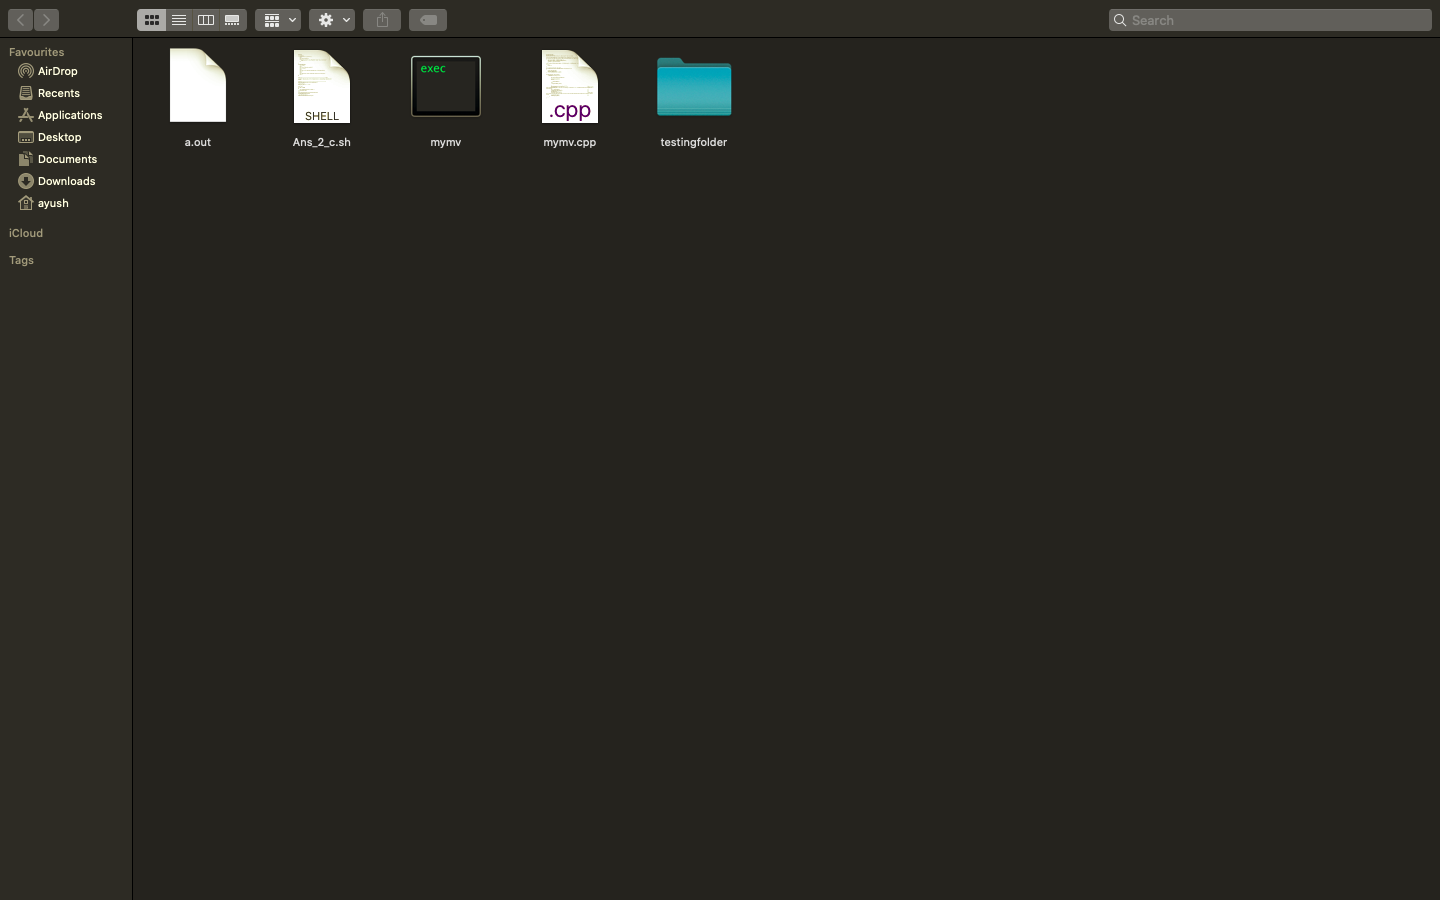 Search
Favourites
AirDrop
Recents
Applications
Desktop
Documents
Downloads
ayush
iCloud
Tags
SHELL
exec
.cpp
a.out
Ans_2_c.sh
mymv
mymv.cpp
testingfolder